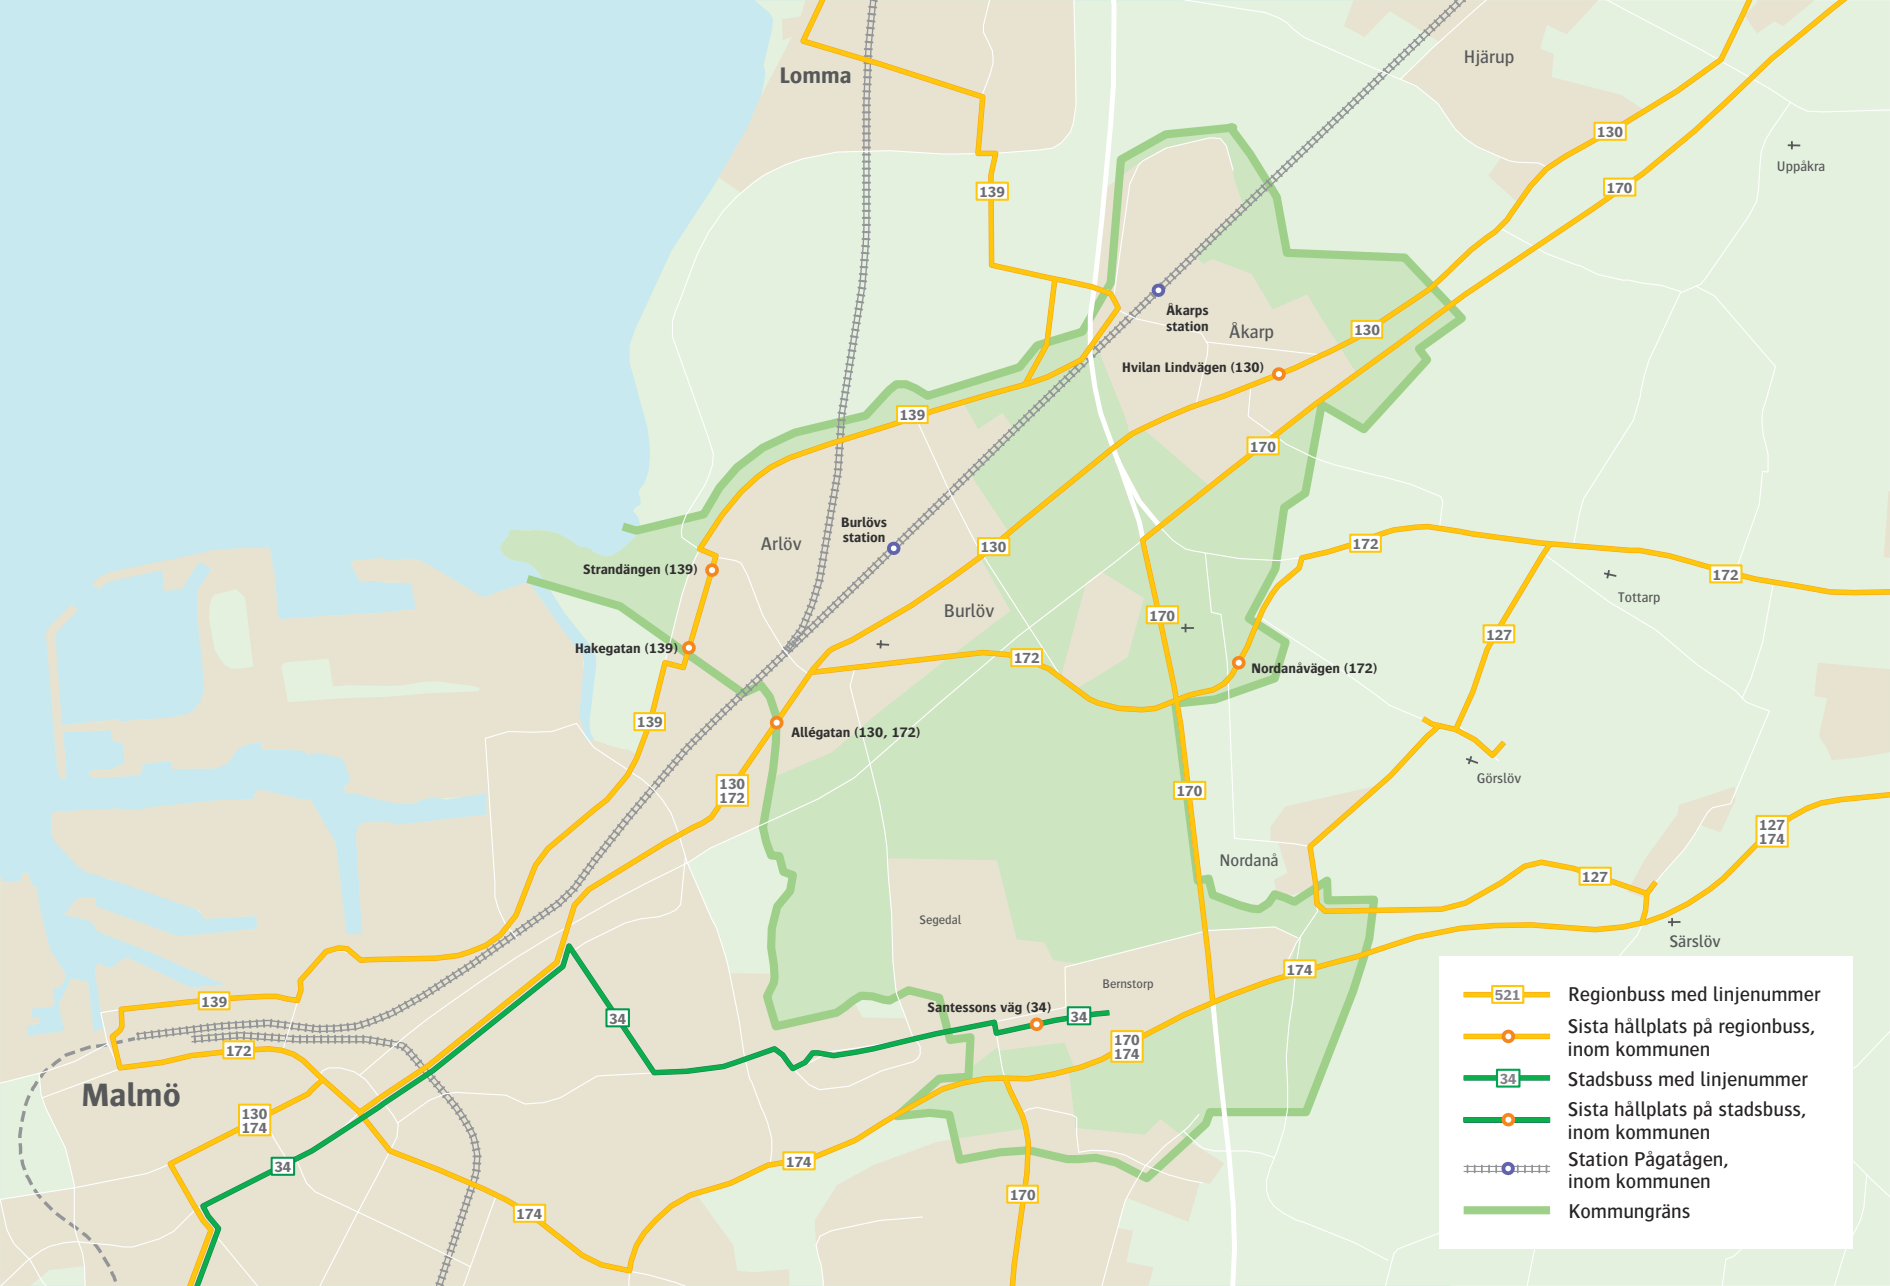 Lomma
Hjärup
130
Uppåkra
170
139
Åkarps
station
Åkarp
130
Hvilan Lindvägen (130)
139
170
Burlövs
station
Arlöv
130
172
Strandängen (139)
172
Tottarp
Burlöv
170
127
Hakegatan (139)
172
Nordanåvägen (172)
139
Allégatan (130, 172)
130
172
170
Görslöv
127
174
Nordanå
127
Segedal
Särslöv
174
Bernstorp
139
Santessons väg (34)
34
34
170
174
172
Malmö
130
174
34
174
170
174
521
Regionbuss med linjenummer
Sista hållplats på regionbuss,
inom kommunen
34
Stadsbuss med linjenummer
Sista hållplats på stadsbuss,
inom kommunen
Station Pågatågen,
inom kommunen
Kommungräns